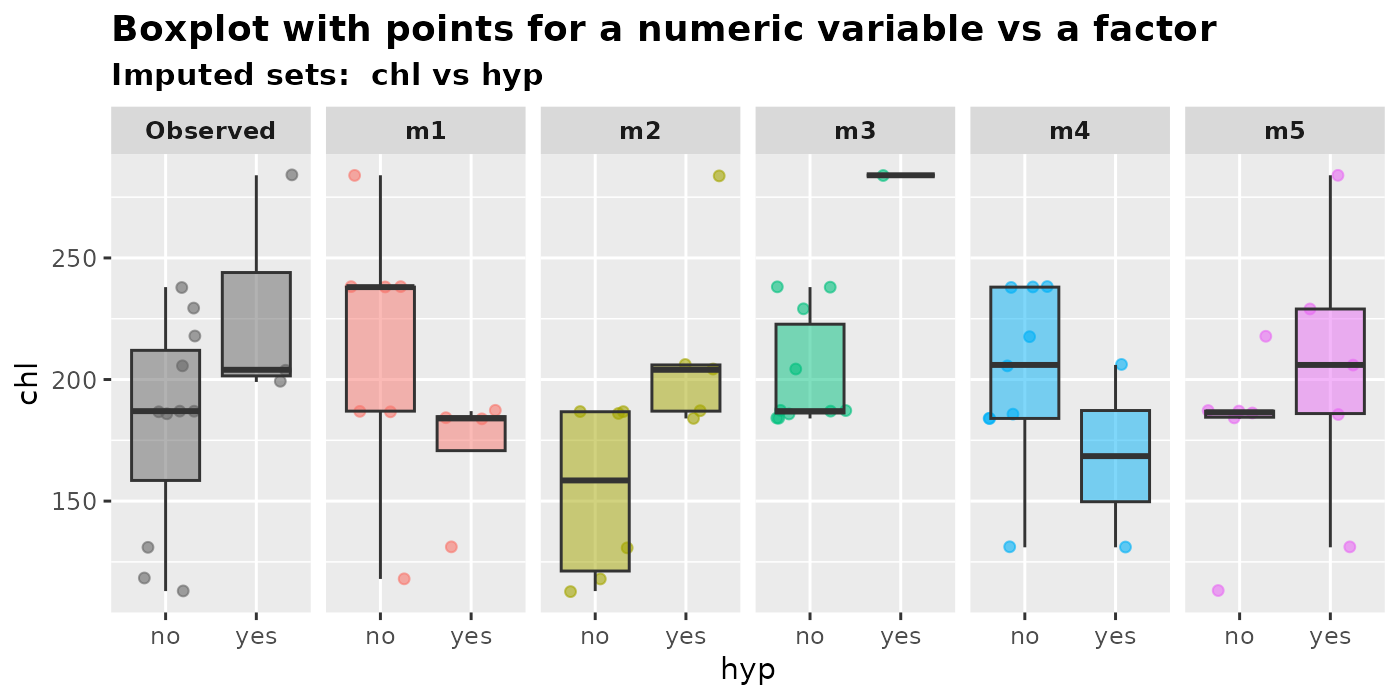 Boxplot with points for a numeric variable vs a factor
Imputed sets:  chl vs hyp
Observed m1 m2 m3 m4 m5
chl
250
200
150
no yes no yes no yes no yes no yes no yes
hyp